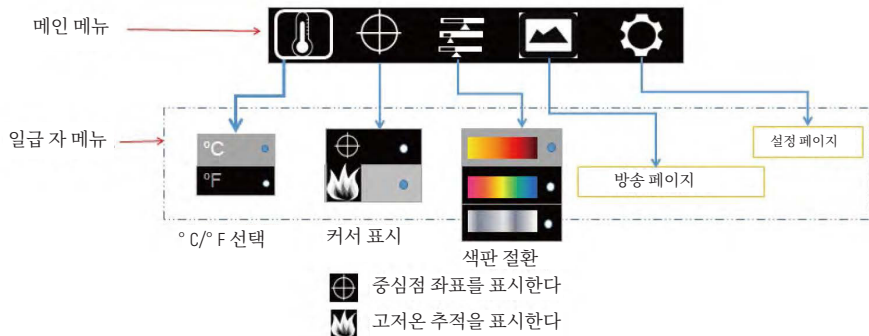 메인 메뉴
일급 자 메뉴
°C
°F
설정 페이지
방송 페이지
° C/° F 선택
커서 표시
색판 절환
중심점 좌표를 표시한다
고저온 추적을 표시한다